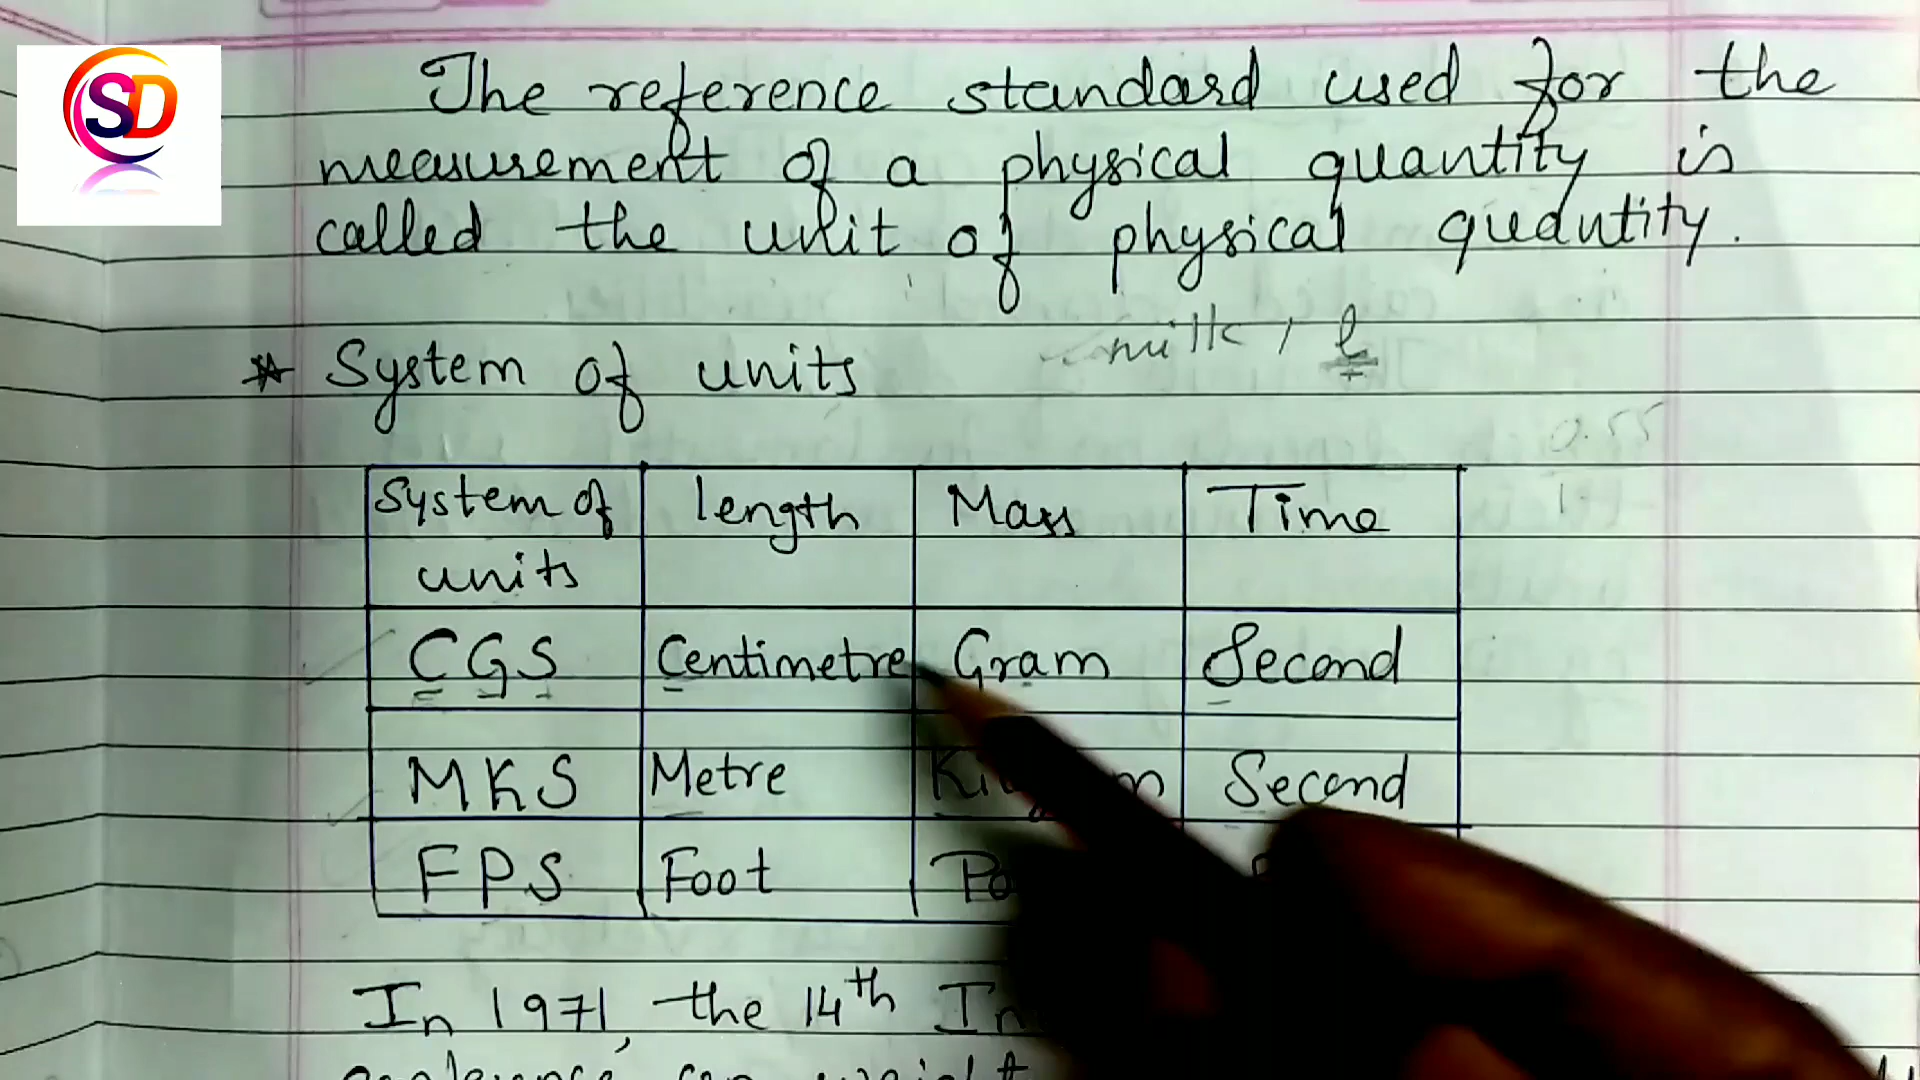 SD
The reference standard used for the
measurement of a physical quantity is
called the unit of physical quantity.
milk, l
* System of units
0.55
System of units | length | Mass | Time
CGS | Centimetre | Gram | Second
MKS | Metre | Second
FPS | Foot
In 1971, the 14th